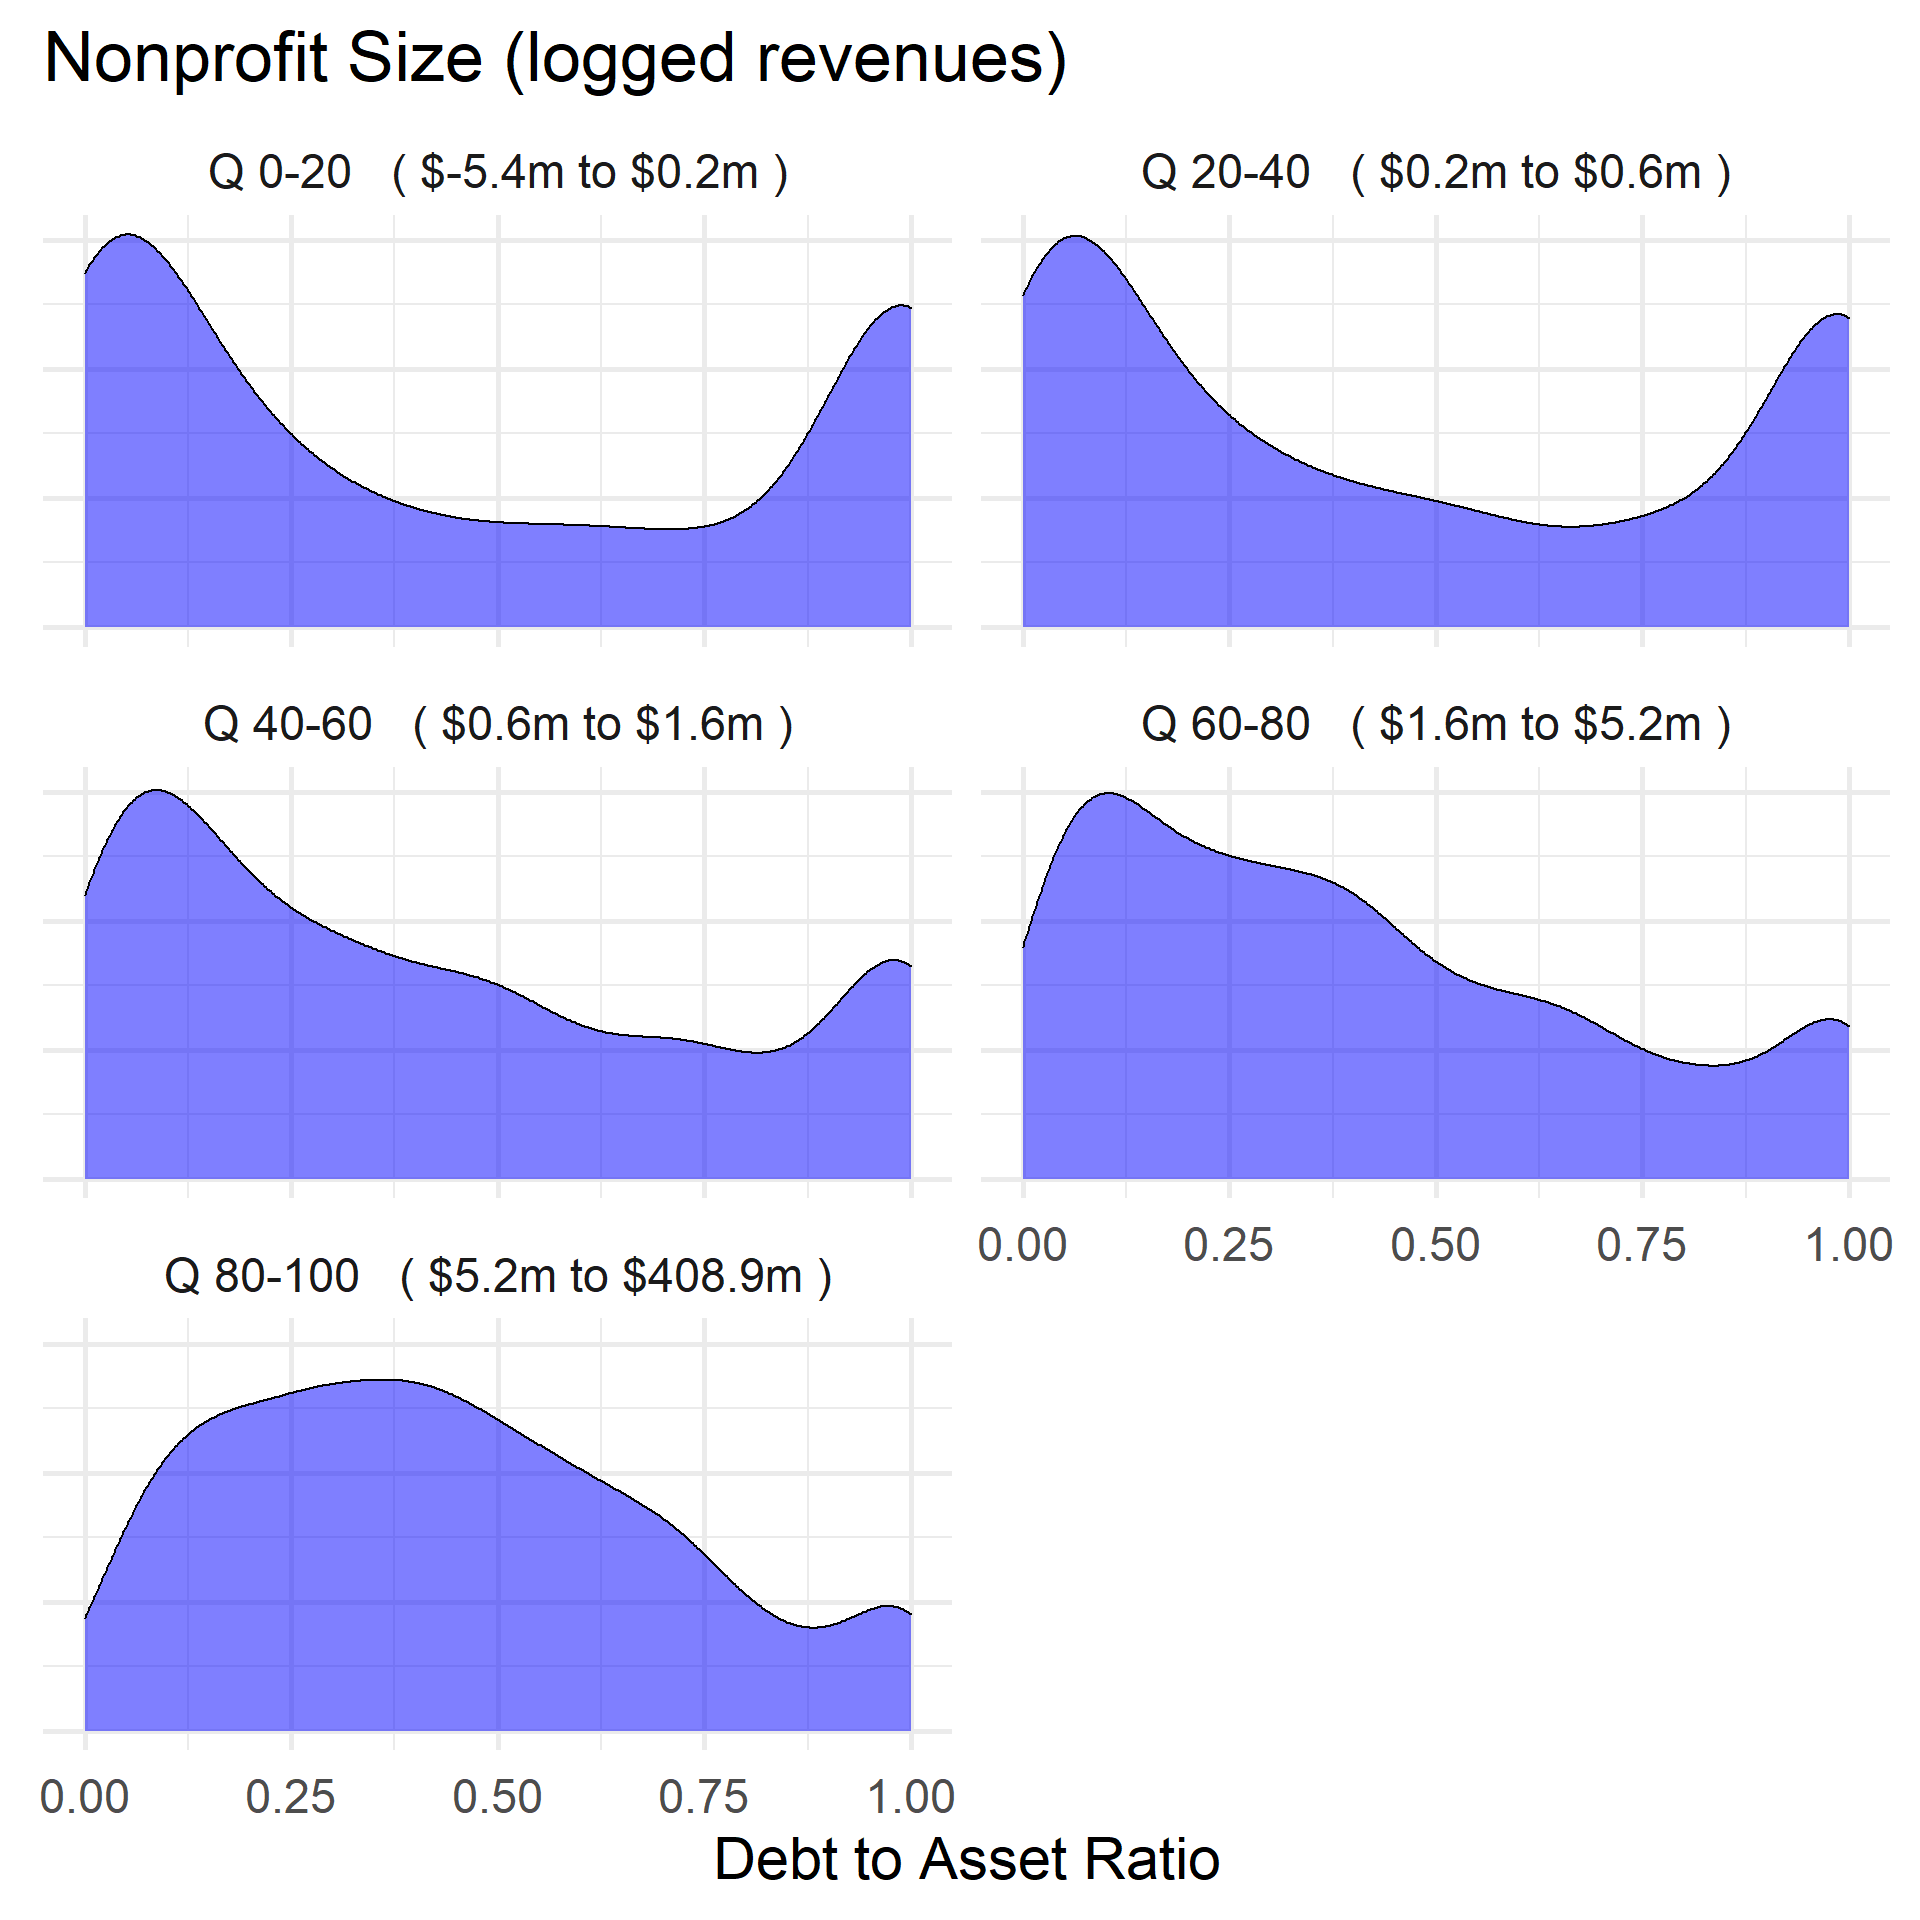 Nonprofit Size (logged revenues)
Q 0-20 ( $-5.4m to $0.2m )
Q 20-40 ( $0.2m to $0.6m )
Q 40-60 ( $0.6m to $1.6m )
Q 60-80 ( $1.6m to $5.2m )
0.00 0.25 0.50 0.75 1.00
Q 80-100 ( $5.2m to $408.9m )
0.00 0.25 0.50 0.75 1.00
Debt to Asset Ratio